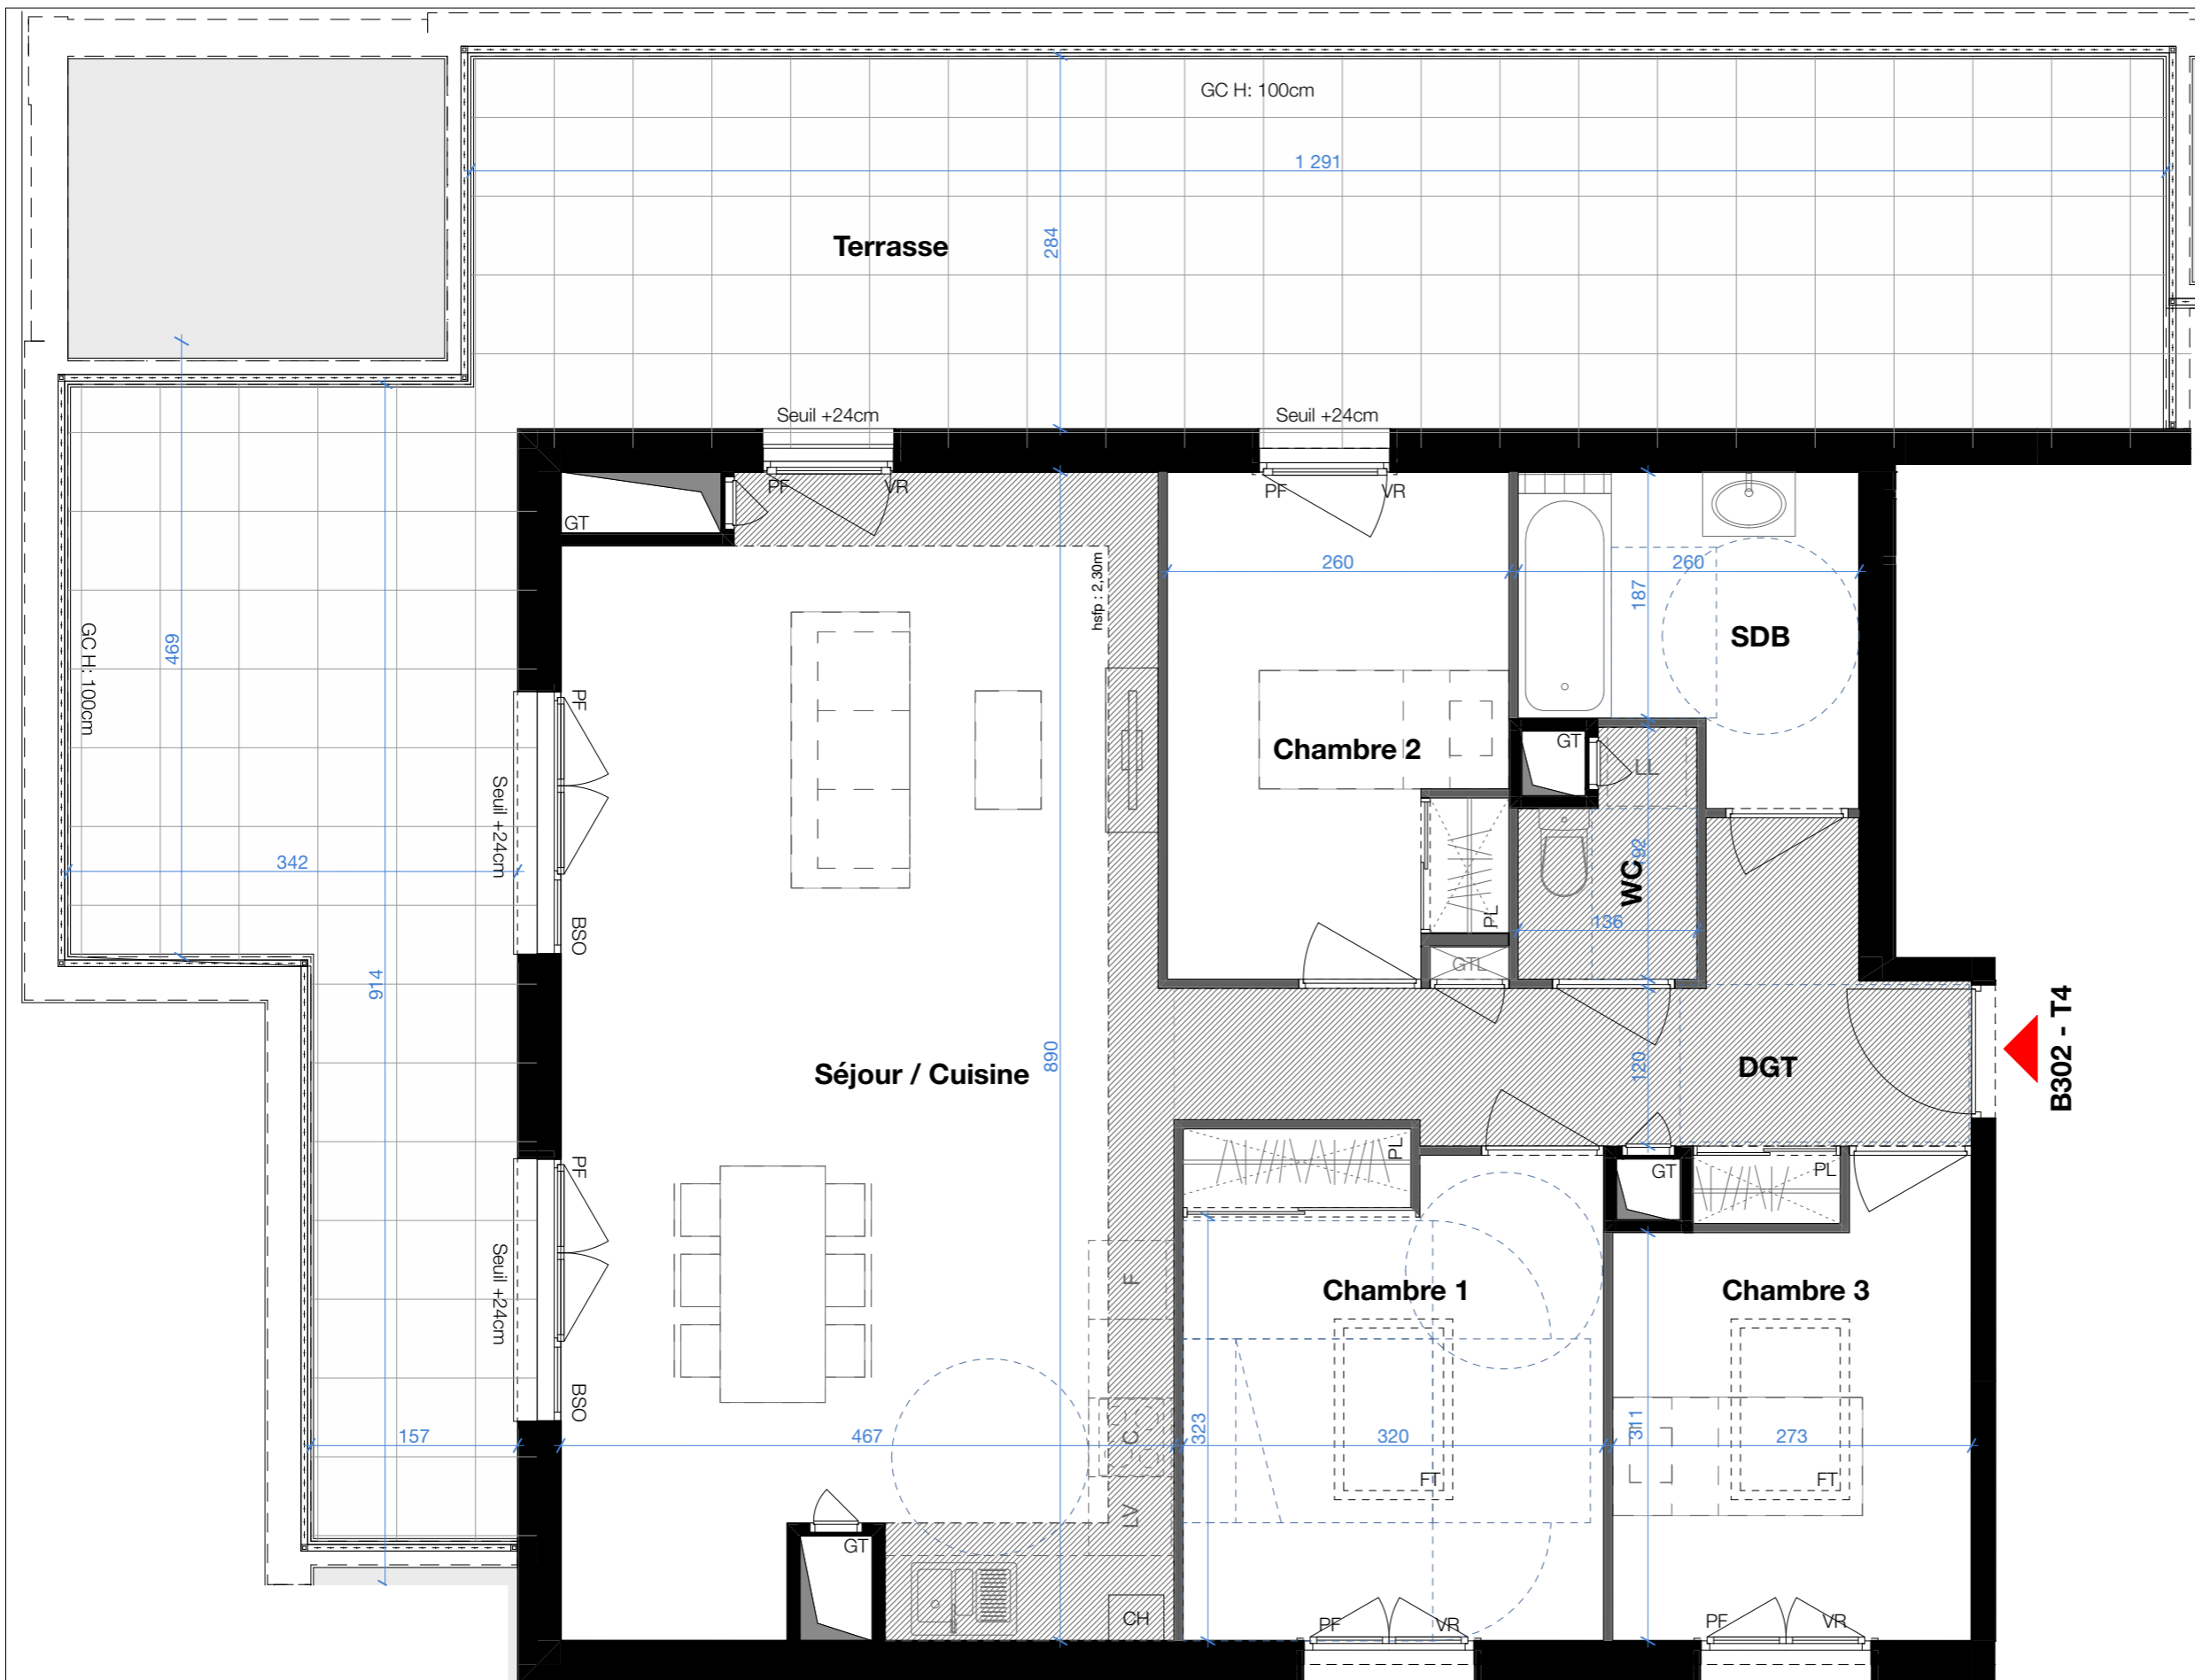 GC H: 100cm
1 291
Terrasse
284
Seuil +24cm
Seuil +24cm
PF
VR
PF
VR
GT
hsfp : 2,30m
260
260
187
SDB
GC H: 100cm
469
PF
Chambre 2
GT
LL
Seuil +24cm
342
192
WC
PL
136
BSO
GTL
914
B302 - T4
890
120
Séjour / Cuisine
DGT
PF
PL
GT
PL
Seuil +24cm
F
Chambre 1
Chambre 3
BSO
157
467
C
323
320
311
273
FT
FT
LV
GT
CH
PF
VR
PF
VR